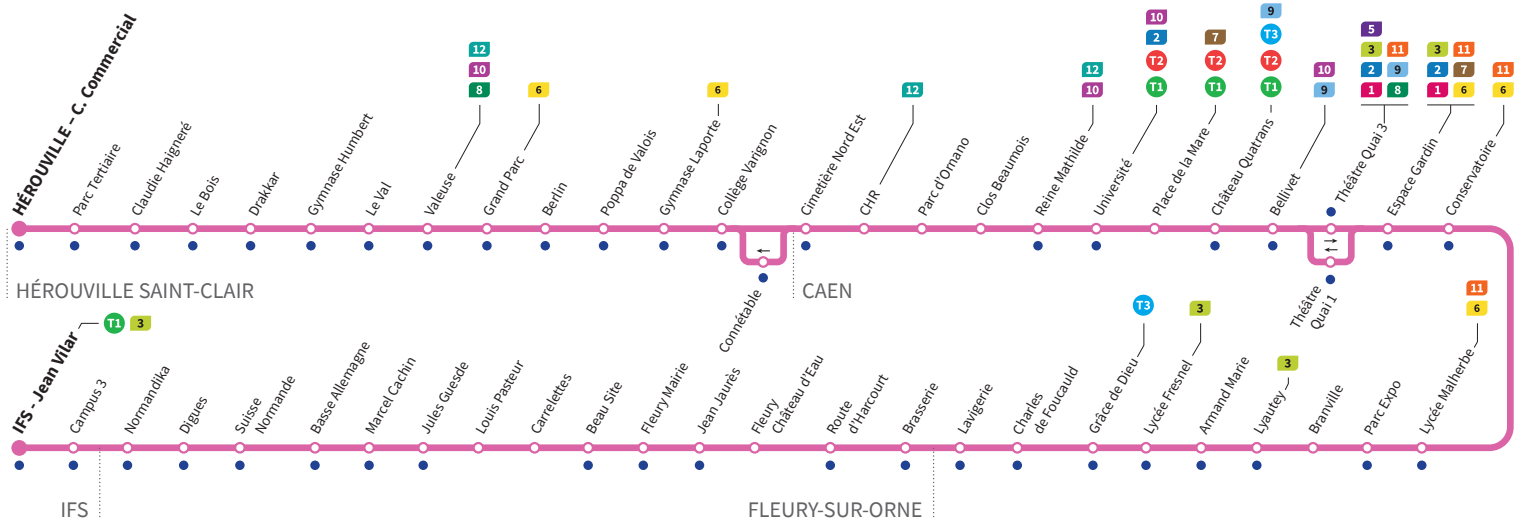 HÉROUVILLE – C. Commercial
Parc Tertiaire
Claudie Haigneré
Le Bois
Drakkar
Gymnase Humbert
Le Val
Valeuse
12
10
8
Grand Parc
6
Berlin
Poppa de Valois
Gymnase Laporte
6
Collège Varignon
Connétable
Cimetière Nord Est
CHR
12
Parc d'Ornano
Clos Beaumois
Reine Mathilde
12
10
Université
10
2
T2
T1
Place de la Mare
7
T2
T1
Château Quatrans
9
T3
T2
T1
Bellivet
10
9
Théâtre Quai 3
5
3 11
2 9
1 8
Théâtre
Quai 1
Espace Gardin
3 11
2 7
1 6
Conservatoire
11
6
HÉROUVILLE SAINT-CLAIR
CAEN
IFS - Jean Vilar
T1 3
Campus 3
Normandika
Digues
Suisse
Normande
Basse Allemagne
Marcel Cachin
Jules Guesde
Louis Pasteur
Carrelettes
Beau Site
Fleury Mairie
Jean Jaurès
Fleury
Château d'Eau
Route
d'Harcourt
Brasserie
Lavigerie
Charles
de Foucauld
Grâce de Dieu
T3
Lycée Fresnel
3
Armand Marie
Lyautey
3
Branville
Parc Expo
Lycée Malherbe
11
6
IFS
FLEURY-SUR-ORNE